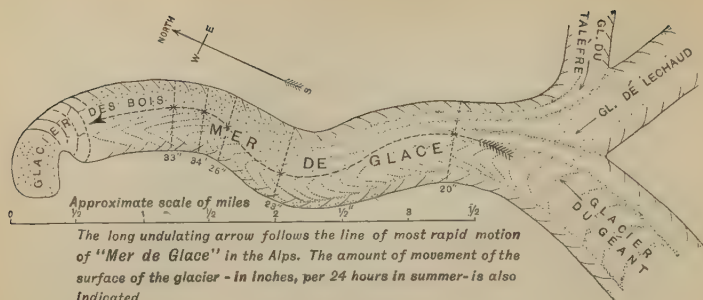 NORTH
E
W
S
GL. DU
TALÈFRE
GL. DE LECHAUD
GLACIER DES BOIS
MER DE GLACE
33" 34" 26" 23" 20"
GLACIER
DU GEANT
Approximate scale of miles
0 ½ 1 ½ 2 ½ 3 ½
The long undulating arrow follows the line of most rapid motion
of "Mer de Glace" in the Alps. The amount of movement of the
surface of the glacier - in Inches, per 24 hours in summer- is also
indicated